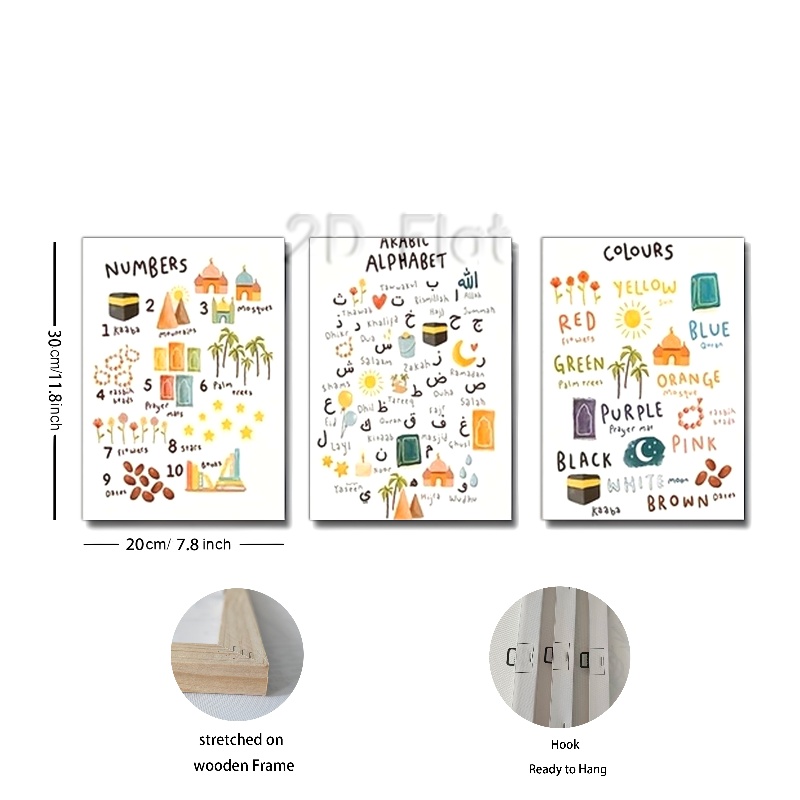 2D Flat
30cm/11.8inch
20cm/ 7.8 inch
NUMBERS
1 Kaaba
2 Mountains
3 Mosques
4 tasbih beads
5 Prayer mats
6 Palm trees
7 flowers
8 Stars
9 Dates
10 Books
ARABIC
ALPHABET
Tawwakul
Bismillah
Allah
الله
ب
ت
ث
Thawab
Khalija
Hajj
Jummah
ج
ح
خ
Dhikr
د
ذ
ر
Dua
Salaam
Zakah
Ramadan
س
ش
Shams
ص
ض
Salah
Duha
Tareeq
Dhil
ط
ظ
ع
غ
Eid
Quran
Fajr
Ghusl
ف
ق
ك
ل
Layl
Kitaab
Masjid
م
ن
Noor
Hijra
Wudhu
و
ي
COLOURS
YELLOW
Sun
RED
flowers
BLUE
Quran
GREEN
Palm trees
ORANGE
Mosque
PURPLE
Prayer mat
tasbih
beads
PINK
BLACK
Kaaba
WHITE moon
BROWN Dates
stretched on
wooden Frame
Hook
Ready to Hang